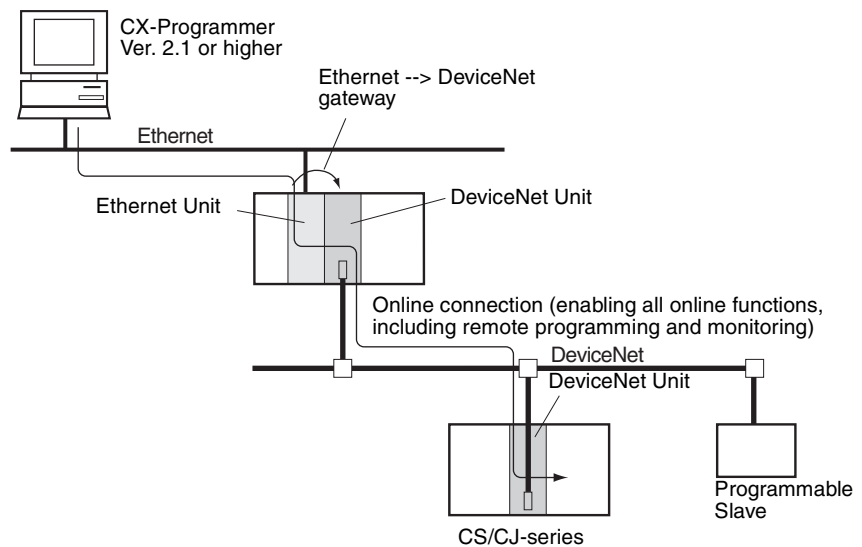 CX-Programmer
Ver. 2.1 or higher
Ethernet --> DeviceNet
gateway
Ethernet
Ethernet Unit
DeviceNet Unit
Online connection (enabling all online functions,
including remote programming and monitoring)
DeviceNet
DeviceNet Unit
Programmable
Slave
CS/CJ-series